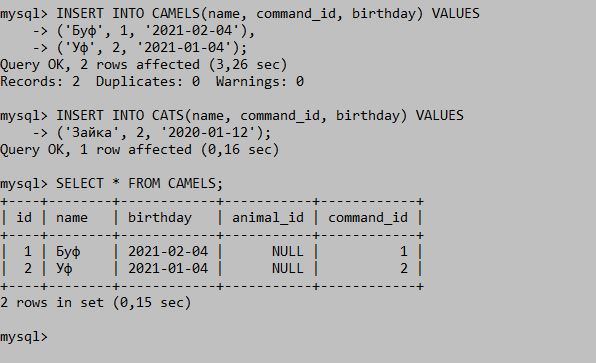 mysql> INSERT INTO CAMELS(name, command_id, birthday) VALUES
    -> ('Буф', 1, '2021-02-04'),
    -> ('Уф', 2, '2021-01-04');
Query OK, 2 rows affected (3,26 sec)
Records: 2  Duplicates: 0  Warnings: 0

mysql> INSERT INTO CATS(name, command_id, birthday) VALUES
    -> ('Зайка', 2, '2020-01-12');
Query OK, 1 row affected (0,16 sec)

mysql> SELECT * FROM CAMELS;
+----+--------+------------+-----------+------------+
| id | name   | birthday   | animal_id | command_id |
+----+--------+------------+-----------+------------+
|  1 | Буф    | 2021-02-04 |      NULL |          1 |
|  2 | Уф     | 2021-01-04 |      NULL |          2 |
+----+--------+------------+-----------+------------+
2 rows in set (0,15 sec)

mysql>